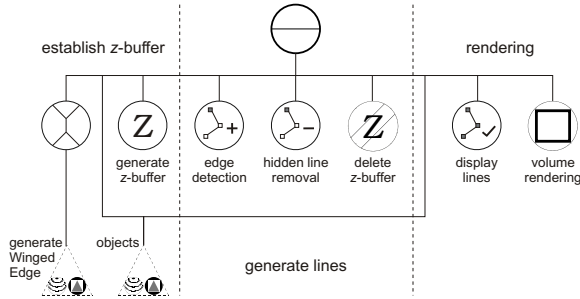 establish z-buffer
rendering
Z
+
−
Z
generate
z-buffer
edge
detection
hidden line
removal
delete
z-buffer
display
lines
volume
rendering
generate
Winged
Edge
objects
generate lines